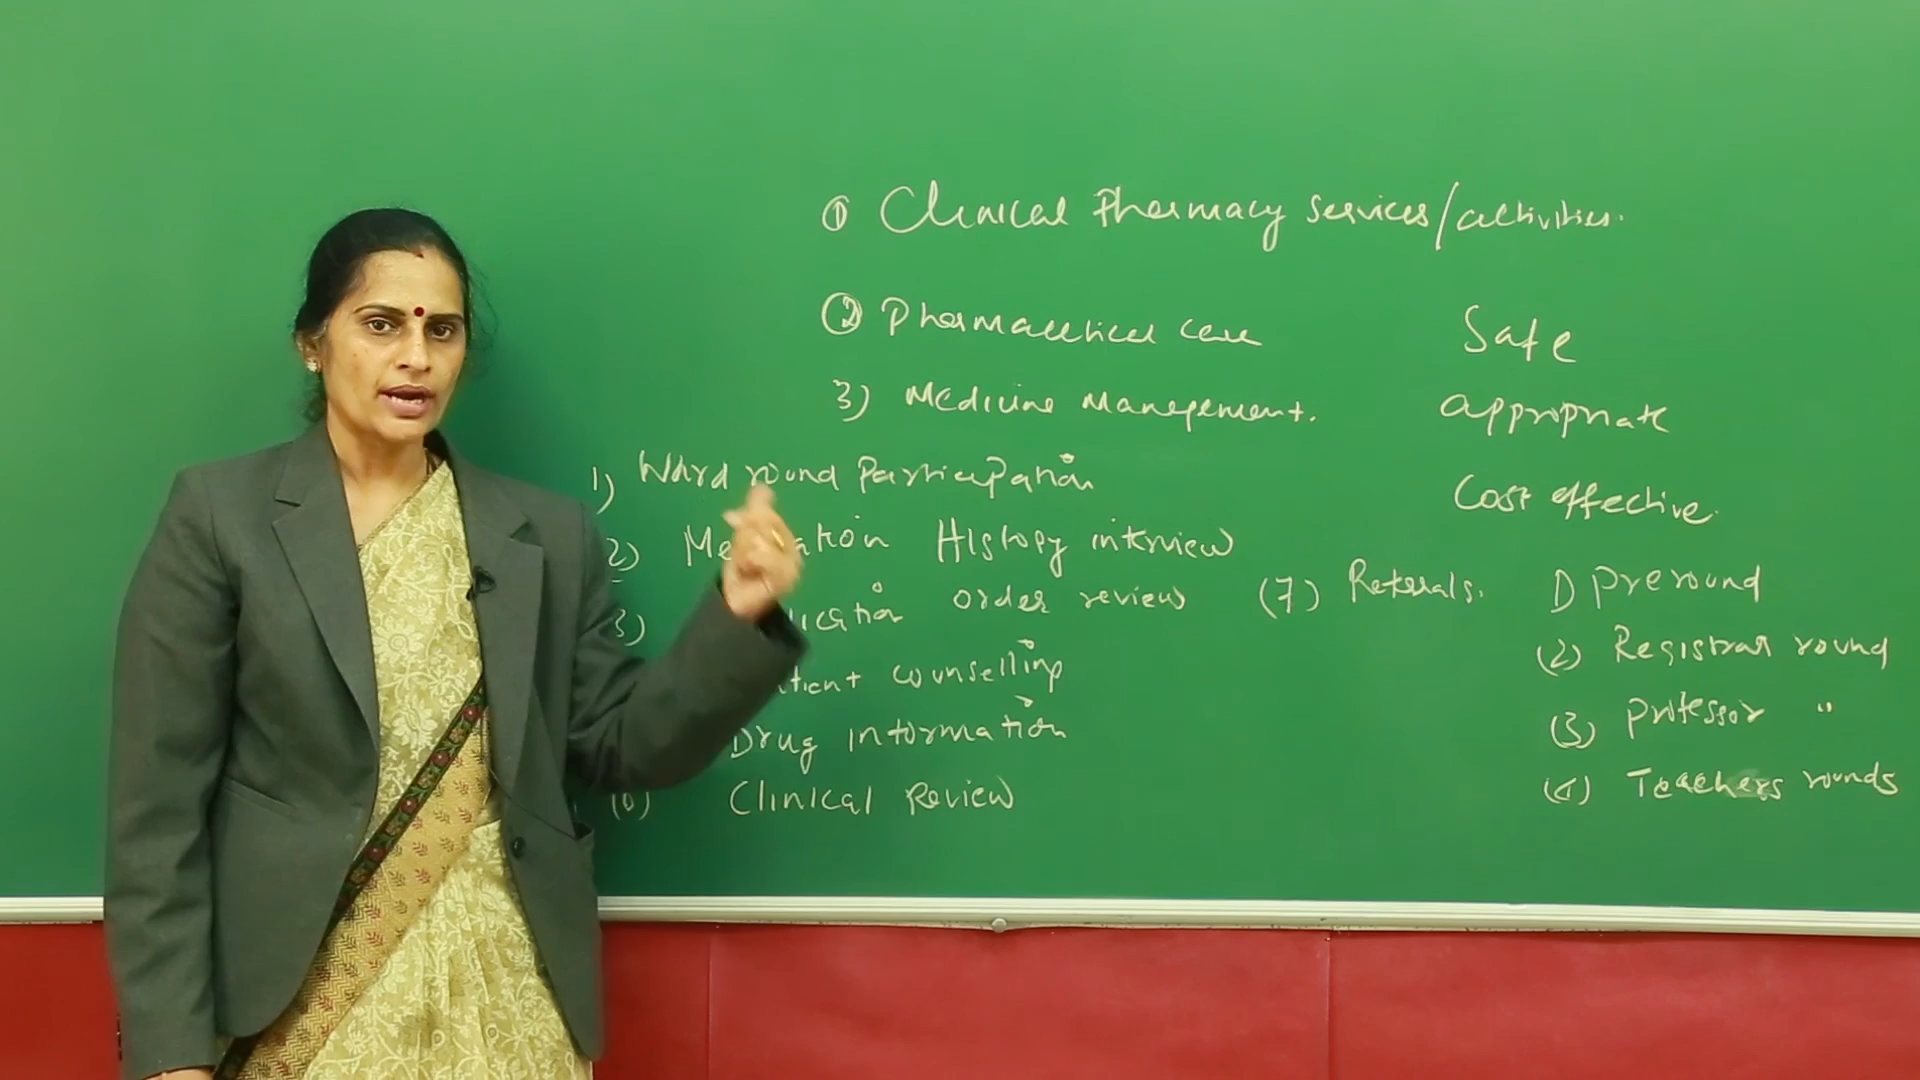 ① Clinical Pharmacy services/activities.
② Pharmaceutical care
3) Medicine Management.
Safe
appropriate
Cost effective.
1) Ward round Participation
2) History interview
3) order review
counselling
Drug information
(6) Clinical Review
(7) Referrals.
1) Preround
(2) Registrar round
(3) Professor "
(4) Teachers rounds